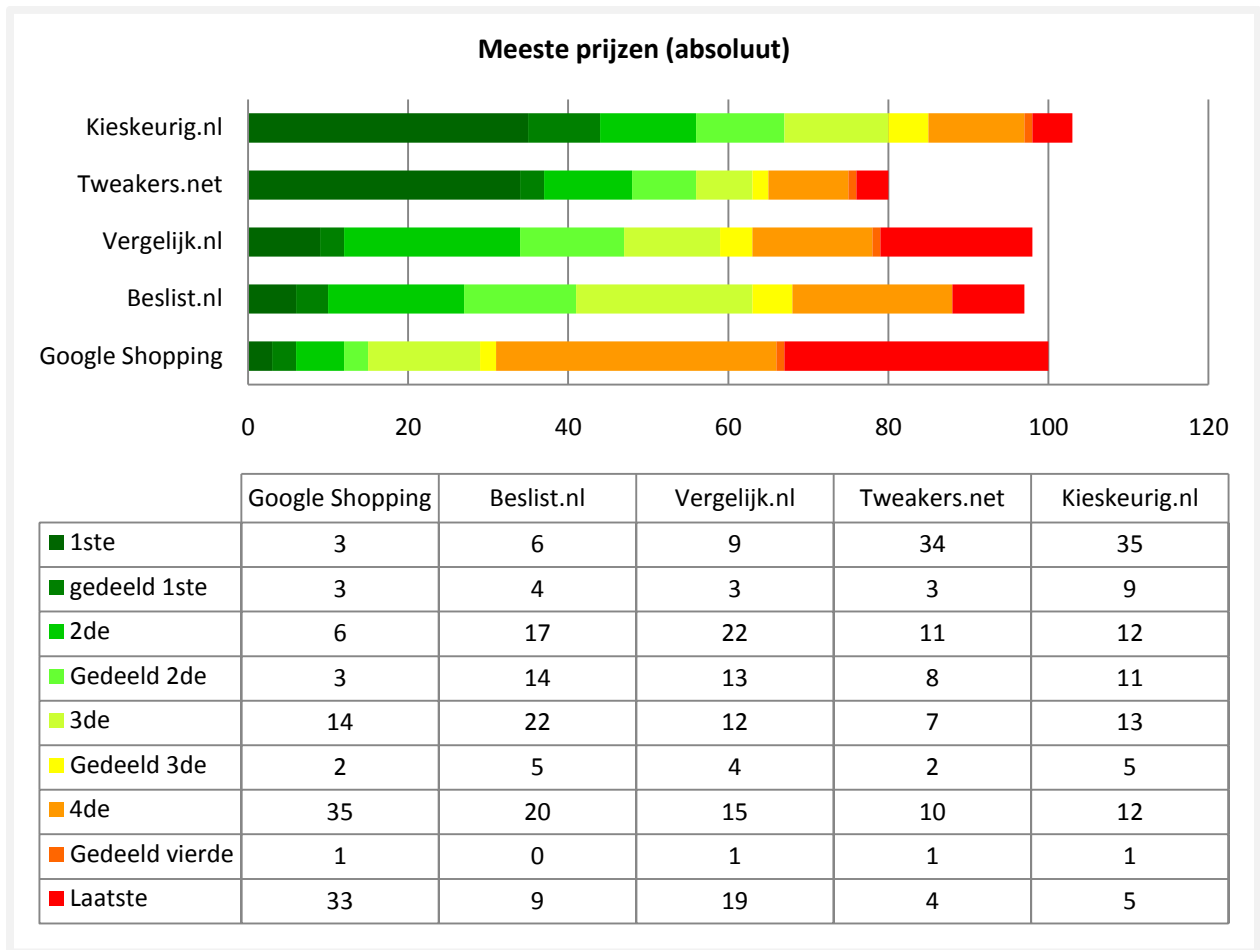 Meeste prijzen (absoluut)
Kieskeurig.nl
Tweakers.net
Vergelijk.nl
Beslist.nl
Google Shopping
0 20 40 60 80 100 120
Google Shopping Beslist.nl Vergelijk.nl Tweakers.net Kieskeurig.nl
1ste 3 6 9 34 35
gedeeld 1ste 3 4 3 3 9
2de 6 17 22 11 12
Gedeeld 2de 3 14 13 8 11
3de 14 22 12 7 13
Gedeeld 3de 2 5 4 2 5
4de 35 20 15 10 12
Gedeeld vierde 1 0 1 1 1
Laatste 33 9 19 4 5